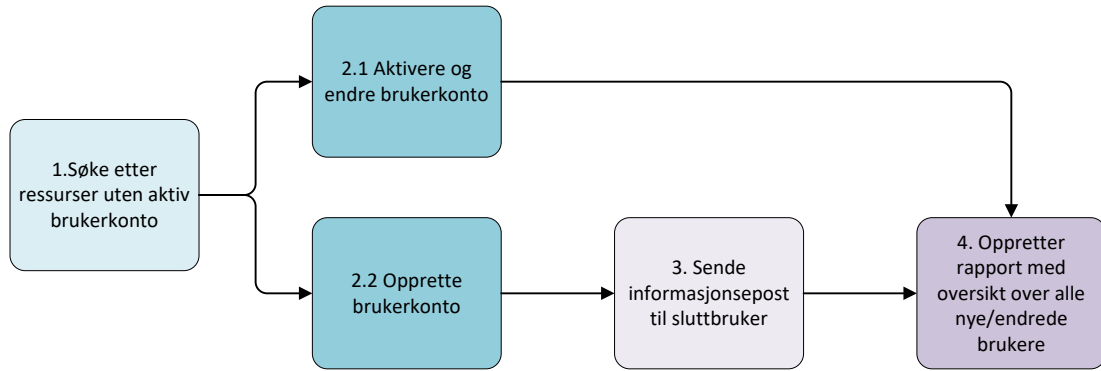 1.Søke etter
ressurser uten aktiv
brukerkonto
2.1 Aktivere og
endre brukerkonto
2.2 Opprette
brukerkonto
3. Sende
informasjonsepost
til sluttbruker
4. Oppretter
rapport med
oversikt over alle
nye/endrede
brukere